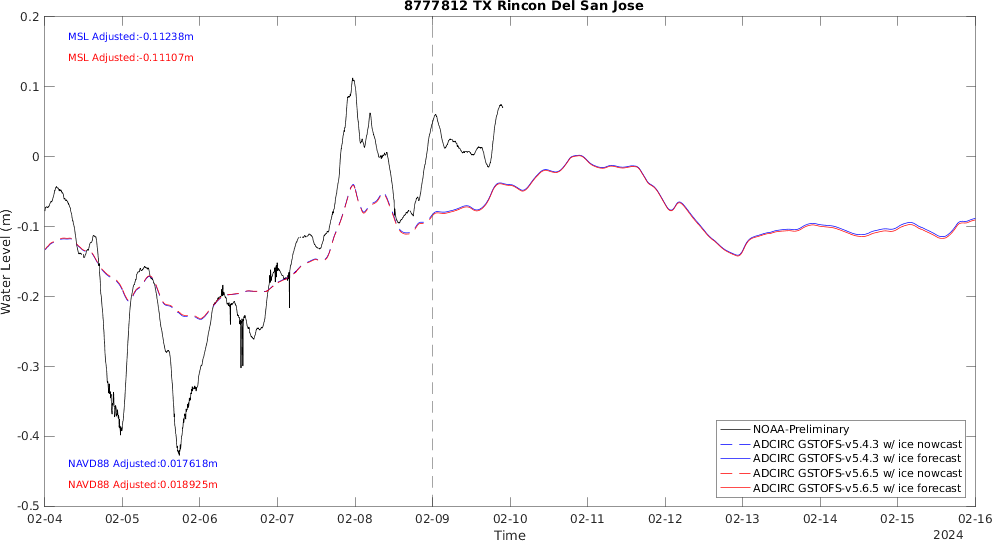 8777812 TX Rincon Del San Jose
MSL Adjusted:-0.11238m
MSL Adjusted:-0.11107m
Water Level (m)
0.2
0.1
0
-0.1
-0.2
-0.3
-0.4
-0.5
NAVD88 Adjusted:0.017618m
NAVD88 Adjusted:0.018925m
NOAA-Preliminary
ADCIRC GSTOFS-v5.4.3 w/ ice nowcast
ADCIRC GSTOFS-v5.4.3 w/ ice forecast
ADCIRC GSTOFS-v5.6.5 w/ ice nowcast
ADCIRC GSTOFS-v5.6.5 w/ ice forecast
02-04 02-05 02-06 02-07 02-08 02-09 02-10 02-11 02-12 02-13 02-14 02-15 02-16
Time
2024